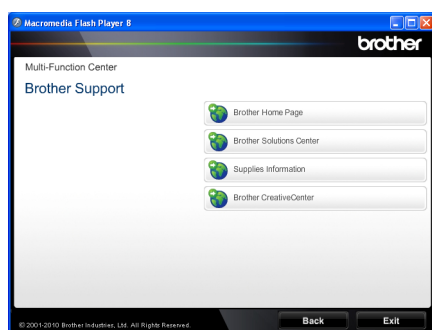 Macromedia Flash Player 8
brother
Multi-Function Center
Brother Support
Brother Home Page
Brother Solutions Center
Supplies Information
Brother CreativeCenter
© 2001-2010 Brother Industries, Ltd. All Rights Reserved.
Back
Exit